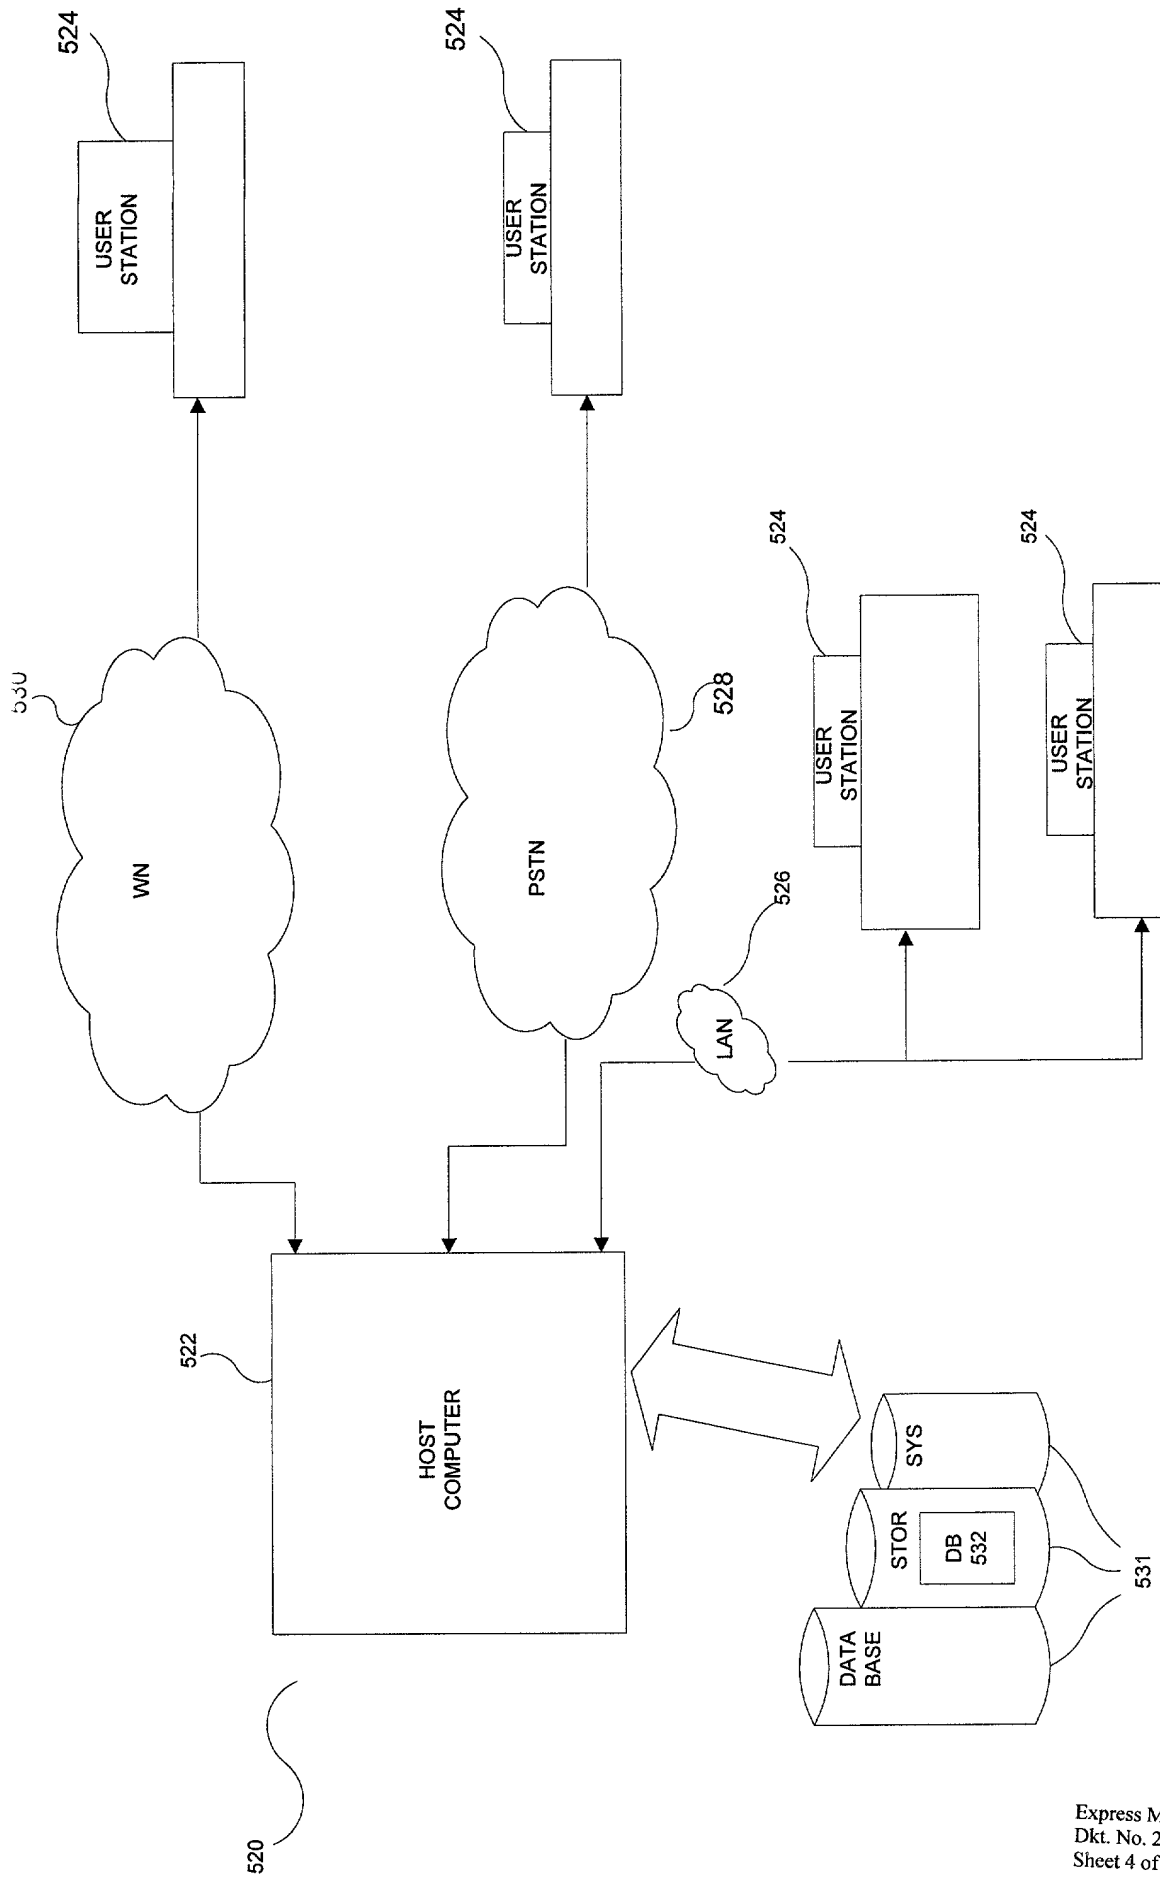 520
522
HOST
COMPUTER
DATA
BASE
STOR
DB
532
SYS
531
530
WN
USER
STATION
524
PSTN
528
USER
STATION
524
LAN
526
USER
STATION
524
USER
STATION
524
Express M
Dkt. No. 2
Sheet 4 of